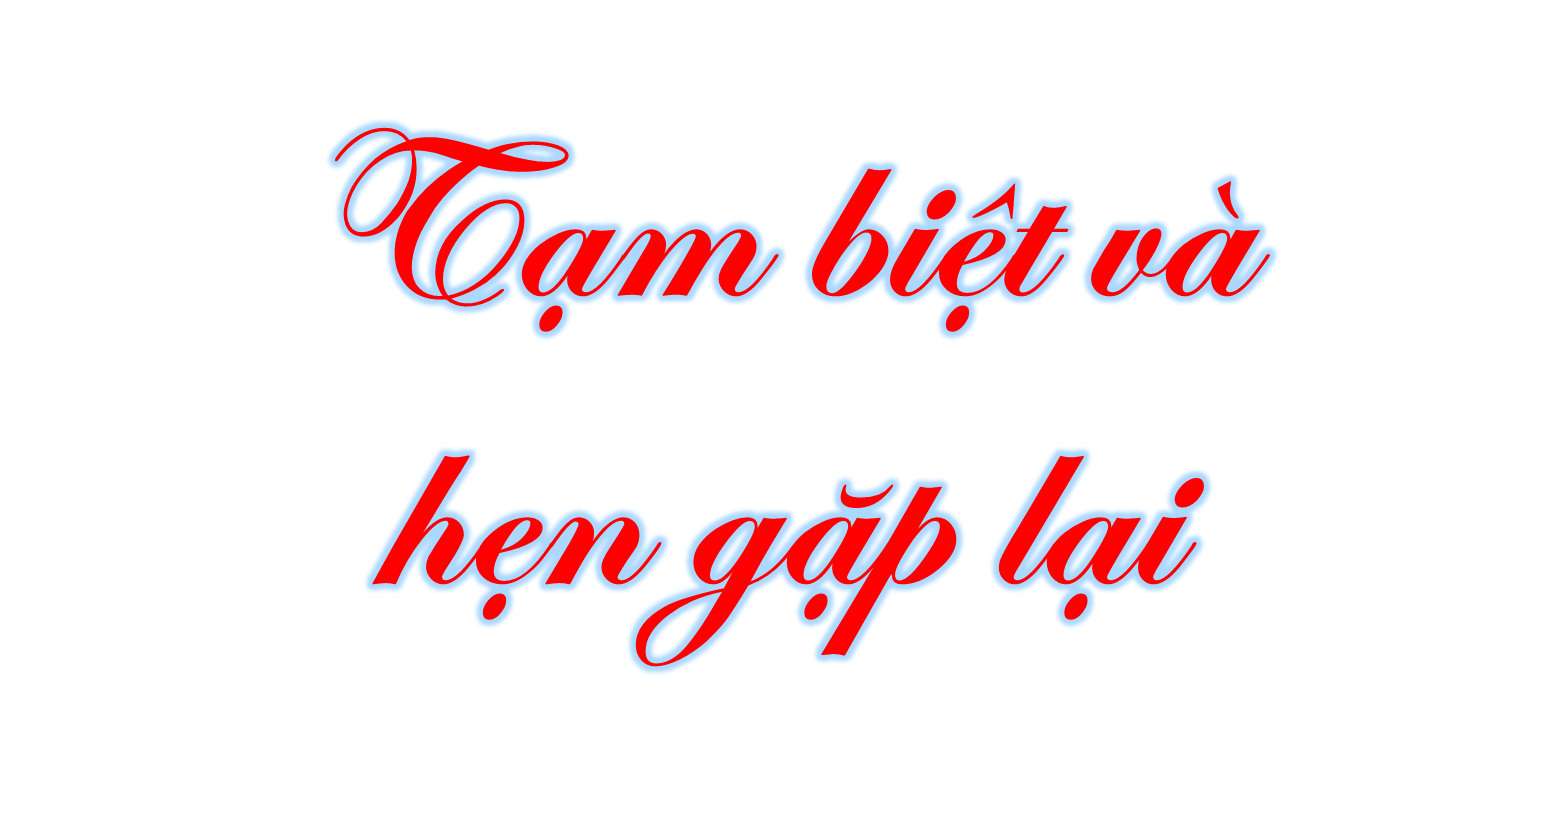 Tạm biệt và
hẹn gặp lại